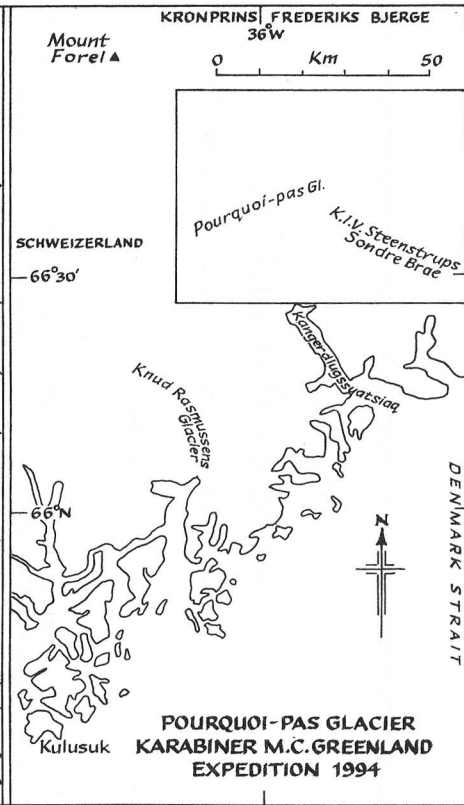 KRONPRINS FREDERIKS BJERGE
36°W
Mount
Forel
0 Km 50
Pourquoi-pas Gl.
K.I.V. Steenstrups
Söndre Brae
SCHWEIZERLAND
66°30'
Kangerdlugssyatsiaq
Knud Rasmussens
Glacier
66°N
N
DENMARK STRAIT
Kulusuk
POURQUOI-PAS GLACIER
KARABINER M.C. GREENLAND
EXPEDITION 1994